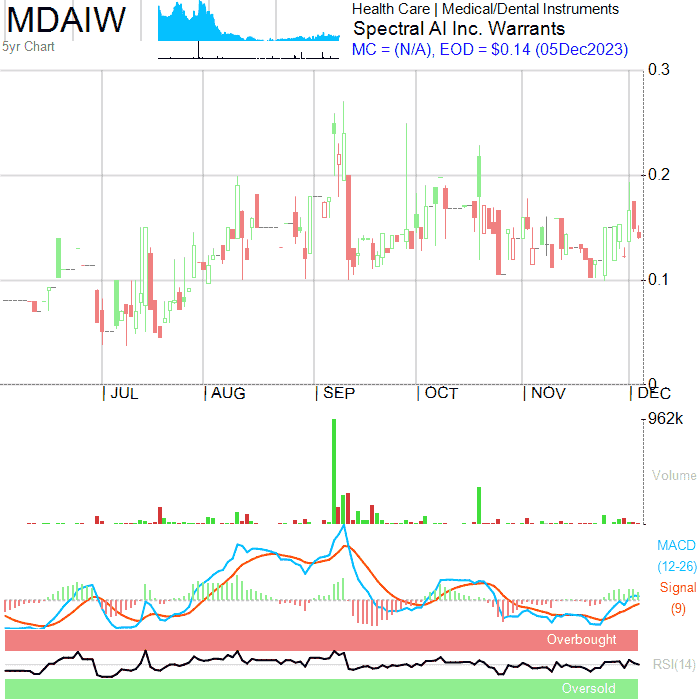 MDAIW
5yr Chart
Health Care | Medical/Dental Instruments
Spectral AI Inc. Warrants
MC = (N/A), EOD = $0.14 (05Dec2023)
0.3
0.2
0.1
0
| JUL | AUG | SEP | OCT | NOV | DEC
962k
Volume
MACD
(12-26)
Signal
(9)
Overbought
RSI(14)
Oversold